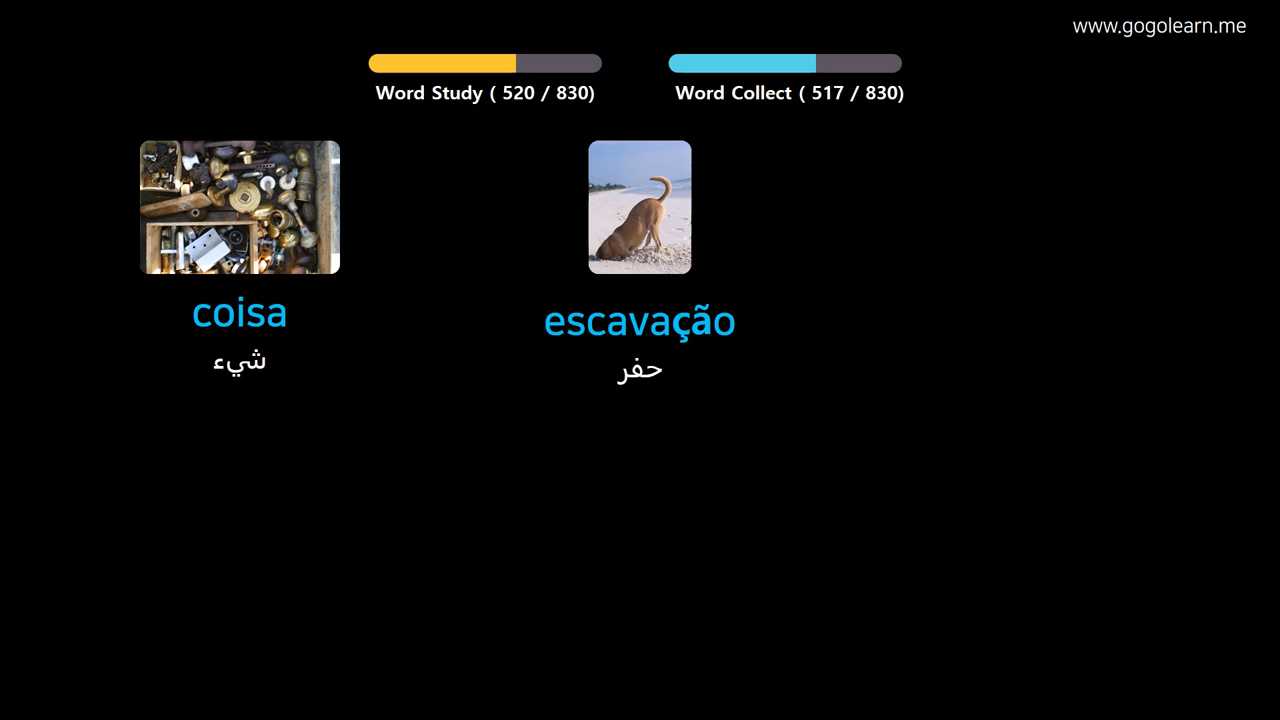 www.gogolearn.me
Word Study ( 520 / 830)
Word Collect ( 517 / 830)
coisa
شيء
escavação
حفر